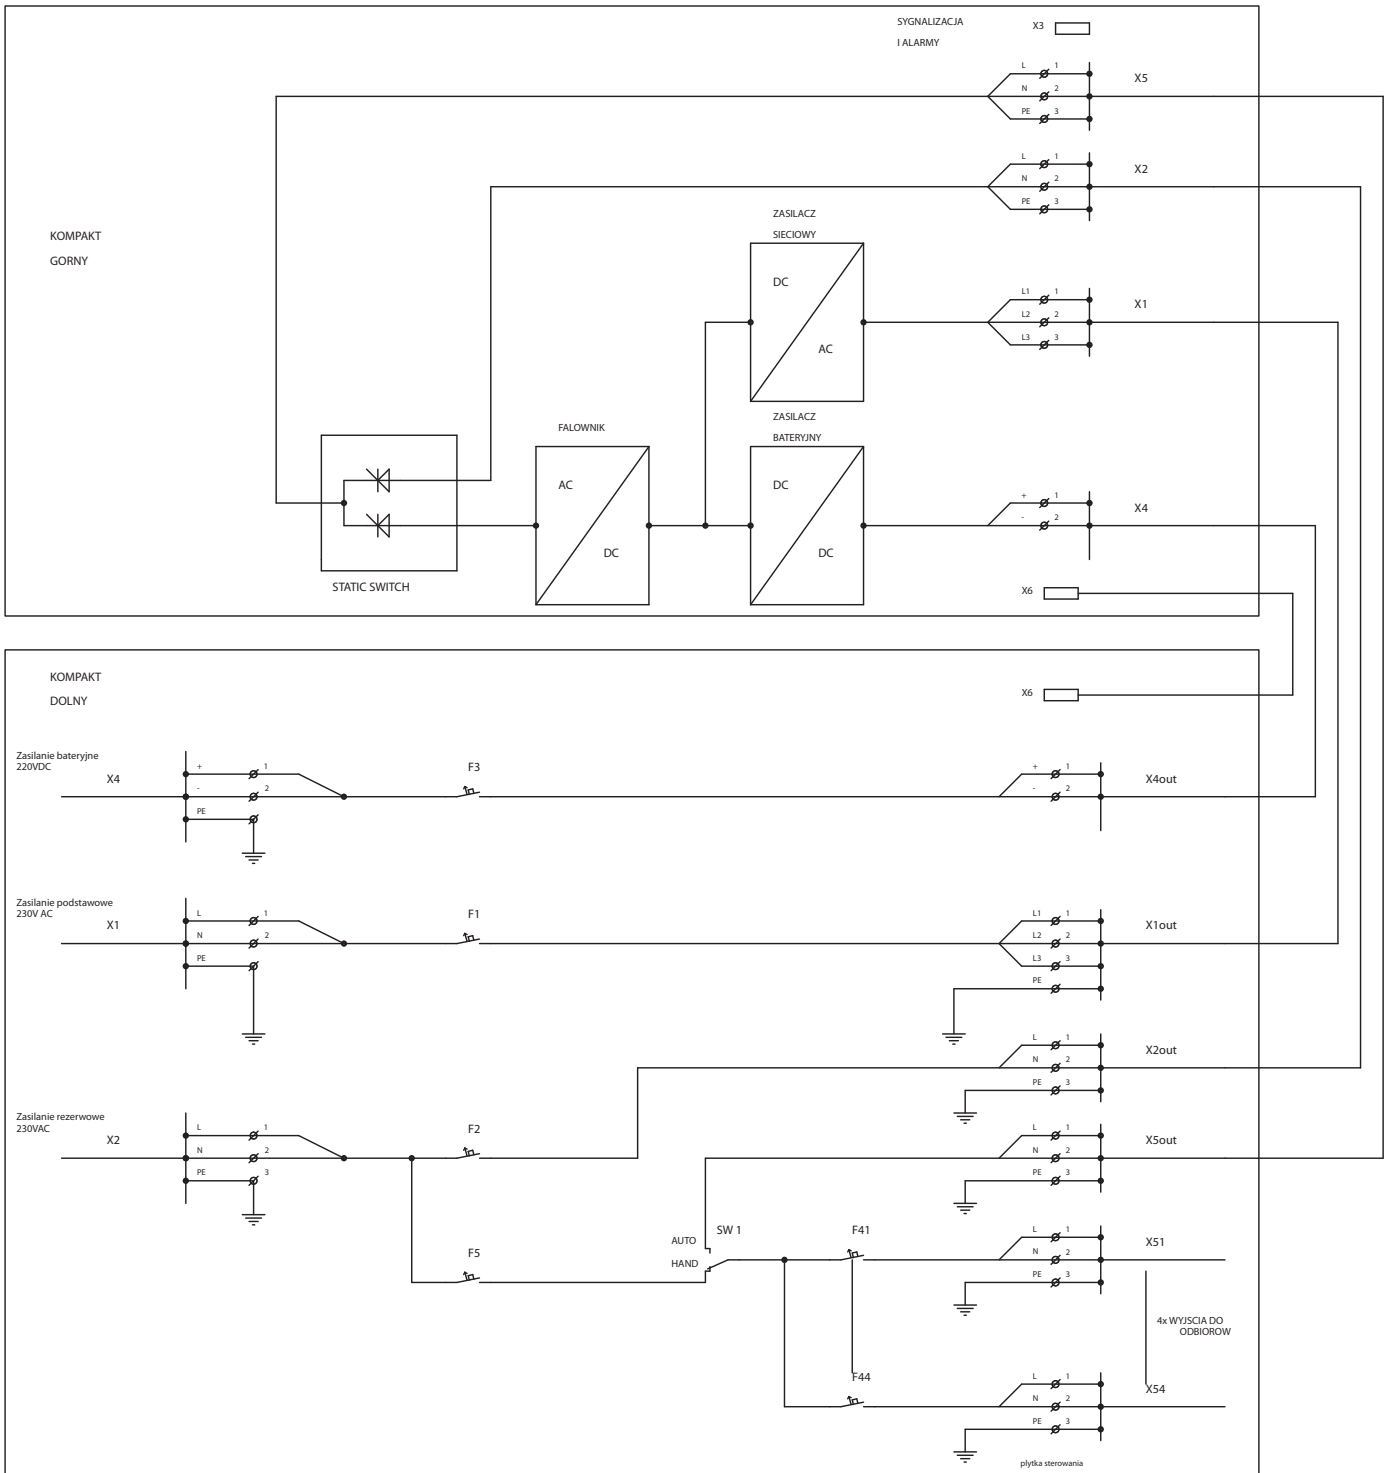 SYGNALIZACJA
I ALARMY
X3
L 1
N 2
PE 3
X5
L 1
N 2
PE 3
X2
KOMPAKT
GORNY
ZASILACZ
SIECIOWY
DC
AC
L1 1
L2 2
L3 3
X1
FALOWNIK
AC
DC
ZASILACZ
BATERYJNY
DC
DC
+ 1
- 2
X4
STATIC SWITCH
X6
KOMPAKT
DOLNY
X6
Zasilanie bateryjne
220VDC
X4
+ 1
- 2
PE
F3
+ 1
- 2
X4out
Zasilanie podstawowe
230V AC
X1
L 1
N 2
PE
F1
L1 1
L2 2
L3 3
PE
X1out
L 1
N 2
PE 3
X2out
Zasilanie rezerwowe
230VAC
X2
L 1
N 2
PE 3
F2
L 1
N 2
PE 3
X5out
F5
AUTO
HAND
SW 1
F41
L 1
N 2
PE 3
X51
4x WYJSCIA DO
ODBIOROW
F44
L 1
N 2
PE 3
X54
plytka sterowania